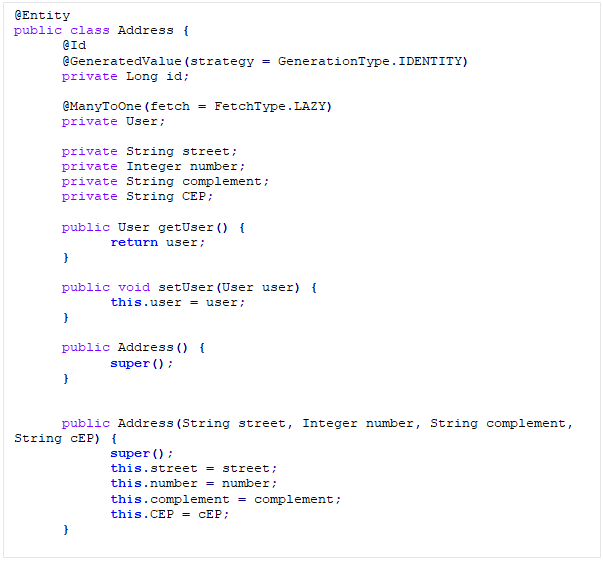 @Entity
public class Address {
@Id
@GeneratedValue(strategy = GenerationType.IDENTITY)
private Long id;
@ManyToOne(fetch = FetchType.LAZY)
private User;
private String street;
private Integer number;
private String complement;
private String CEP;
public User getUser() {
return user;
}
public void setUser(User user) {
this.user = user;
}
public Address() {
super();
}
public Address(String street, Integer number, String complement,
String cEP) {
super();
this.street = street;
this.number = number;
this.complement = complement;
this.CEP = cEP;
}